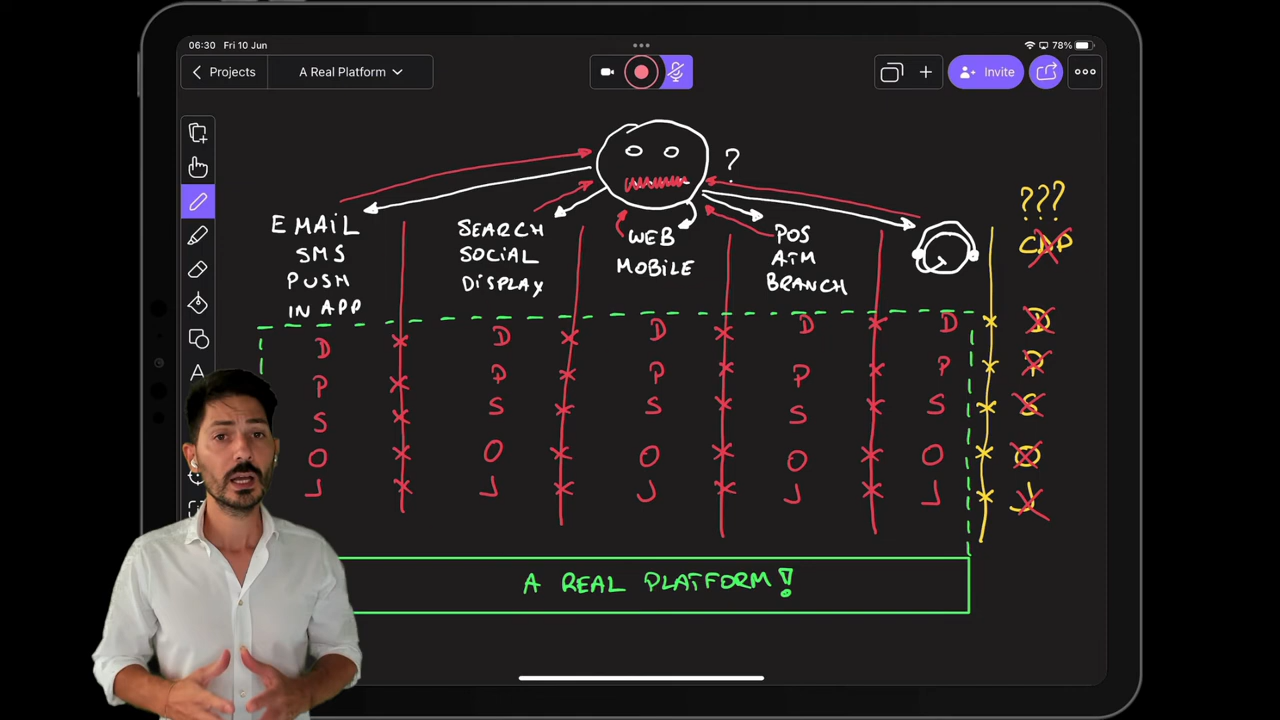 06:30 Fri 10 Jun
78%
Projects
A Real Platform
Invite
?
EMAIL
SMS
PUSH
IN APP
SEARCH
SOCIAL
DISPLAY
WEB
MOBILE
POS
ATM
BRANCH
???
CDP
D D D D D D
P P P P P P
S S S S S S
O O O O O O
J J J J J J
A REAL PLATFORM!